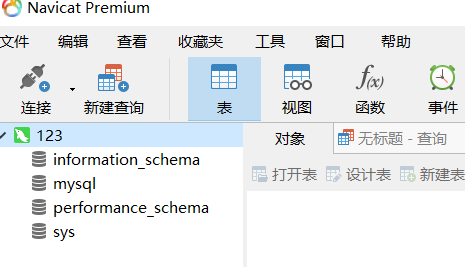 Navicat Premium
文件 编辑 查看 收藏夹 工具 窗口 帮助
连接 新建查询 表 视图 f(x) 函数 事件
123
对象 无标题 - 查询
information_schema
打开表 设计表 新建表
mysql
performance_schema
sys